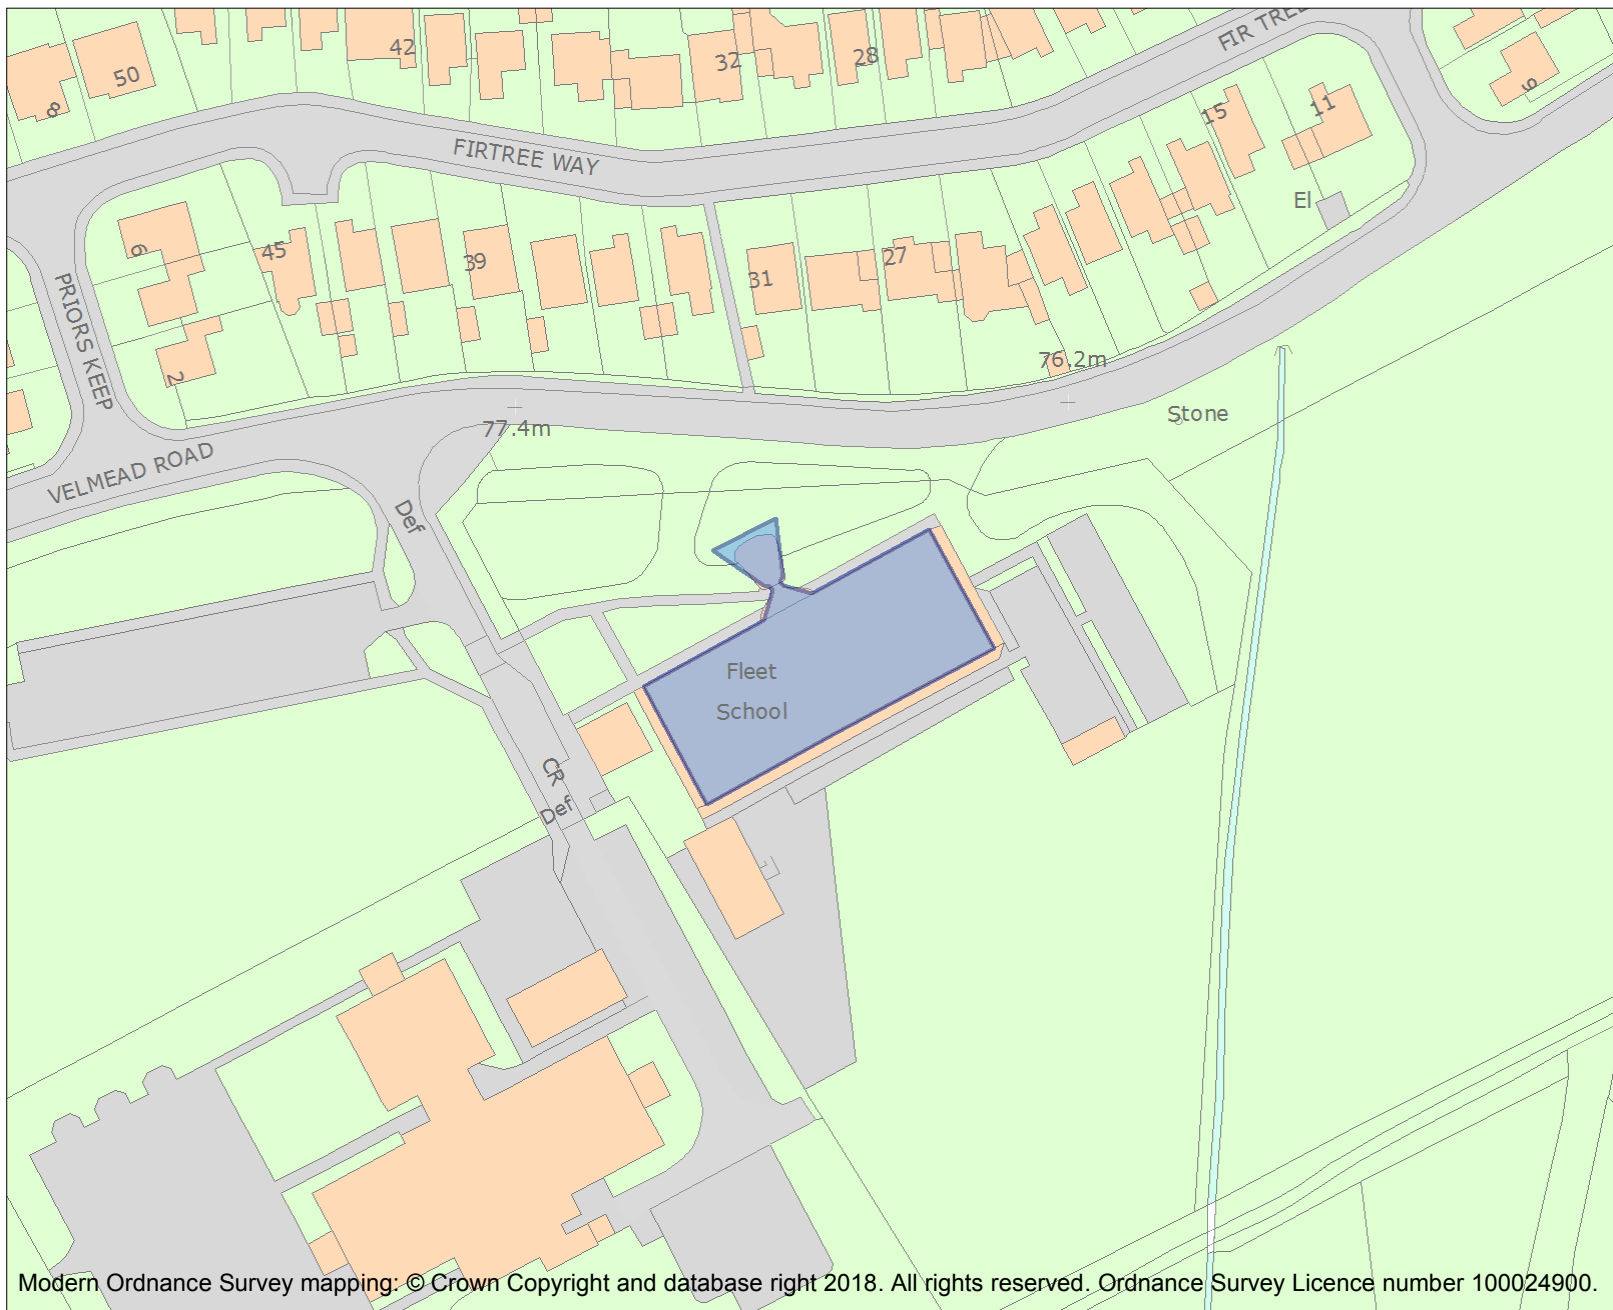 FIR TREE
42
50
8
32
28
15
11
9
FIRTREE WAY
El
6
45
39
31
27
PRIORS KEEP
2
76.2m
77.4m
Stone
VELMEAD ROAD
Def
Fleet
School
CR
Def
Modern Ordnance Survey mapping: © Crown Copyright and database right 2018. All rights reserved. Ordnance Survey Licence number 100024900.